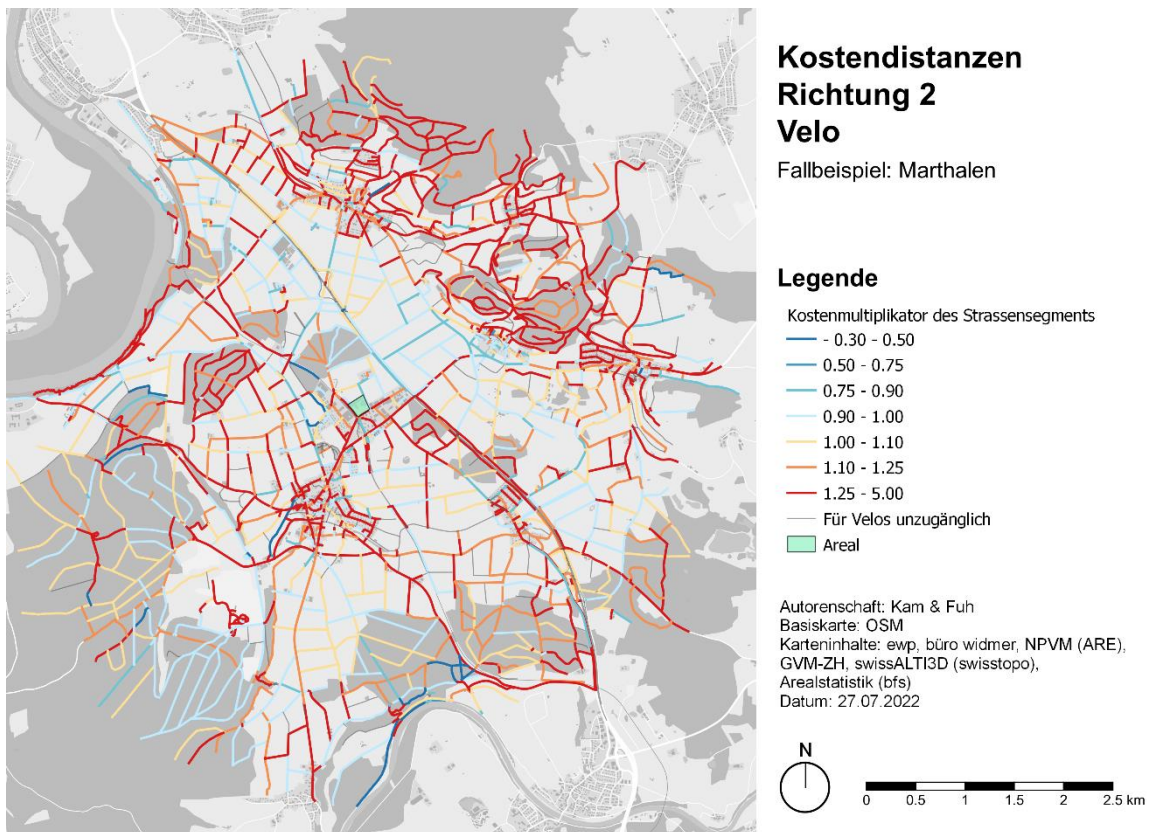 Kostendistanzen
Richtung 2
Velo
Fallbeispiel: Marthalen
Legende
Kostenmultiplikator des Strassensegments
- 0.30 - 0.50
0.50 - 0.75
0.75 - 0.90
0.90 - 1.00
1.00 - 1.10
1.10 - 1.25
1.25 - 5.00
Für Velos unzugänglich
Areal
Autorenschaft: Kam & Fuh
Basiskarte: OSM
Karteninhalte: ewp, büro widmer, NPVM (ARE),
GVM-ZH, swissALTI3D (swisstopo),
Arealstatistik (bfs)
Datum: 27.07.2022
N
0 0.5 1 1.5 2 2.5 km